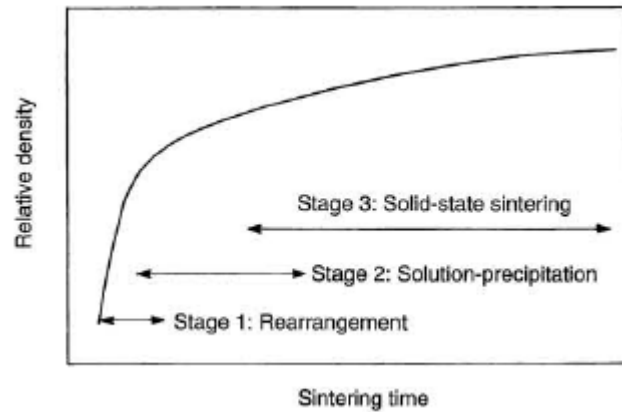 Relative density
Stage 3: Solid-state sintering
Stage 2: Solution-precipitation
Stage 1: Rearrangement
Sintering time